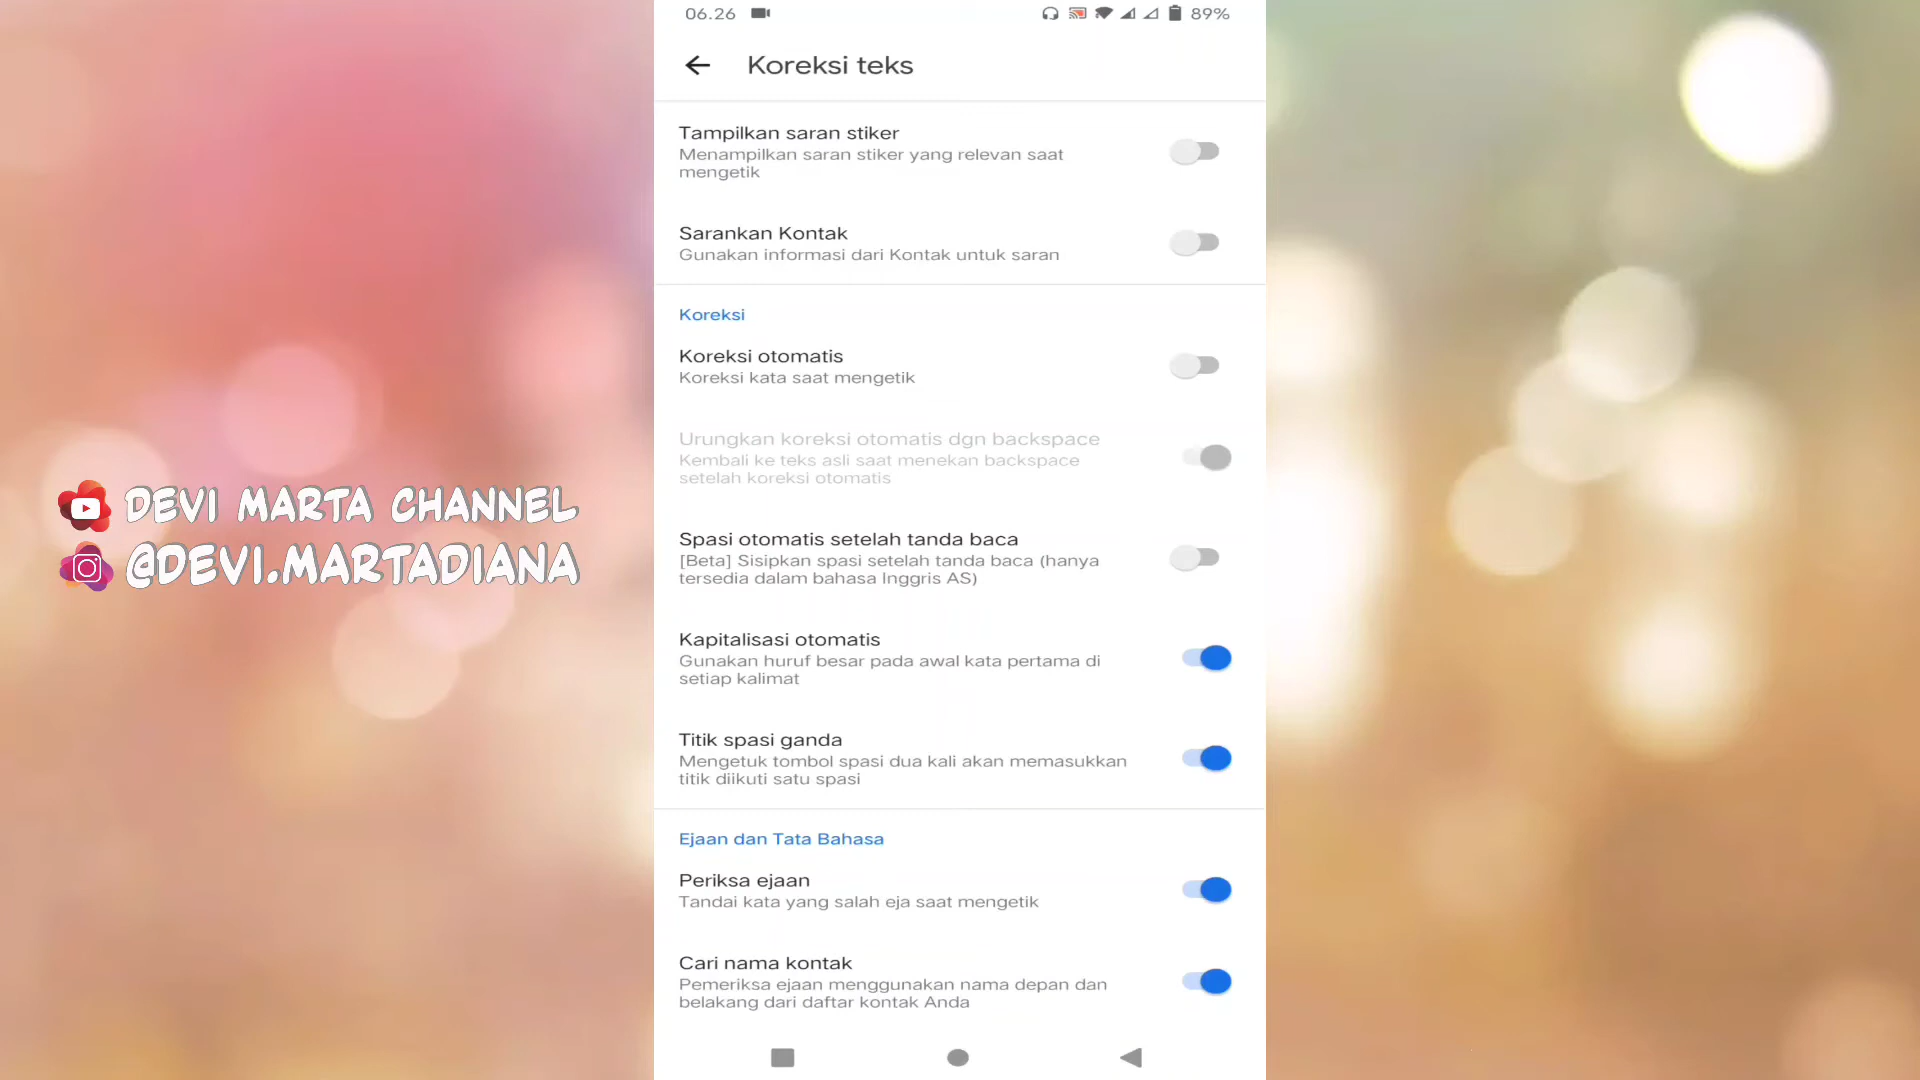 06.26
89%
Koreksi teks
Tampilkan saran stiker
Menampilkan saran stiker yang relevan saat
mengetik
Sarankan Kontak
Gunakan informasi dari Kontak untuk saran
Koreksi
Koreksi otomatis
Koreksi kata saat mengetik
Urungkan koreksi otomatis dgn backspace
Kembali ke teks asli saat menekan backspace
setelah koreksi otomatis
Spasi otomatis setelah tanda baca
[Beta] Sisipkan spasi setelah tanda baca (hanya
tersedia dalam bahasa Inggris AS)
Kapitalisasi otomatis
Gunakan huruf besar pada awal kata pertama di
setiap kalimat
Titik spasi ganda
Mengetuk tombol spasi dua kali akan memasukkan
titik diikuti satu spasi
Ejaan dan Tata Bahasa
Periksa ejaan
Tandai kata yang salah eja saat mengetik
Cari nama kontak
Pemeriksa ejaan menggunakan nama depan dan
belakang dari daftar kontak Anda
DEVI MARTA CHANNEL
@DEVI.MARTADIANA